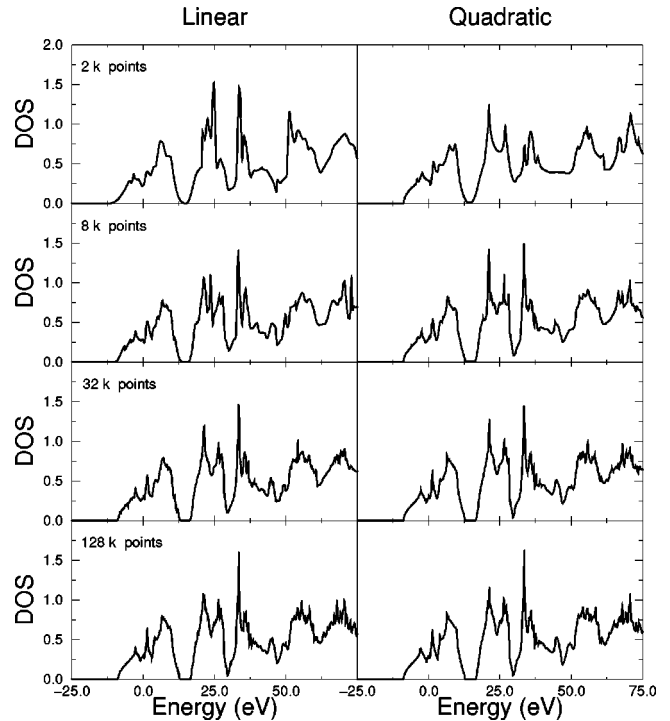 Linear Quadratic
2.0
2 k points
1.5
DOS
1.0
0.5
0.0
8 k points
1.5
DOS
1.0
0.5
0.0
32 k points
1.5
DOS
1.0
0.5
0.0
128 k points
1.5
DOS
1.0
0.5
0.0
−25.0 0.0 25.0 50.0 −25.0 0.0 25.0 50.0 75.0
Energy (eV) Energy (eV)